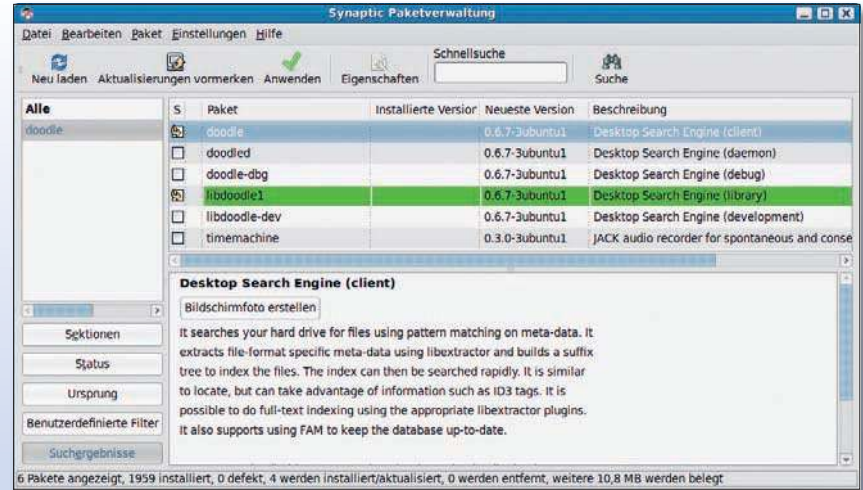 Synaptic Paketverwaltung
Datei Bearbeiten Paket Einstellungen Hilfe
Neu laden Aktualisierungen vormerken Anwenden Eigenschaften Schnellsuche Suche
Alle
doodle
S Paket Installierte Version Neueste Version Beschreibung
doodle 0.6.7-3ubuntu1 Desktop Search Engine (client)
doodled 0.6.7-3ubuntu1 Desktop Search Engine (daemon)
doodle-dbg 0.6.7-3ubuntu1 Desktop Search Engine (debug)
libdoodle1 0.6.7-3ubuntu1 Desktop Search Engine (library)
libdoodle-dev 0.6.7-3ubuntu1 Desktop Search Engine (development)
timemachine 0.3.0-3ubuntu1 JACK audio recorder for spontaneous and conse
Desktop Search Engine (client)
Bildschirmfoto erstellen
It searches your hard drive for files using pattern matching on meta-data. It
extracts file-format specific meta-data using libextractor and builds a suffix
tree to index the files. The index can then be searched rapidly. It is similar
to locate, but can take advantage of information such as ID3 tags. It is
possible to do full-text indexing using the appropriate libextractor plugins.
It also supports using FAM to keep the database up-to-date.
Sektionen
Status
Ursprung
Benutzerdefinierte Filter
Suchergebnisse
6 Pakete angezeigt, 1959 installiert, 0 defekt, 4 werden installiert/aktualisiert, 0 werden entfernt, weitere 10,8 MB werden belegt